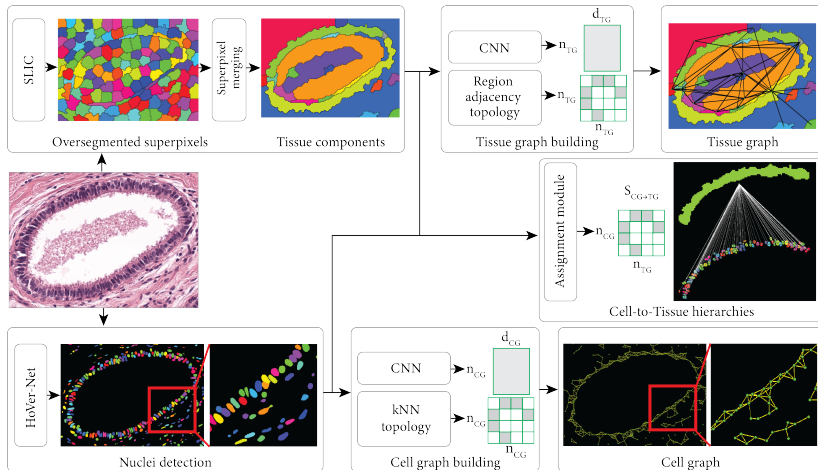 SLIC
Superpixel
merging
Oversegmented superpixels
Tissue components
CNN
Region
adjacency
topology
d_TG
n_TG
n_TG
n_TG
Tissue graph building
Tissue graph
Assignment module
S_CG→TG
n_CG
n_TG
Cell-to-Tissue hierarchies
HoVer-Net
Nuclei detection
CNN
kNN
topology
d_CG
n_CG
n_CG
n_CG
Cell graph building
Cell graph